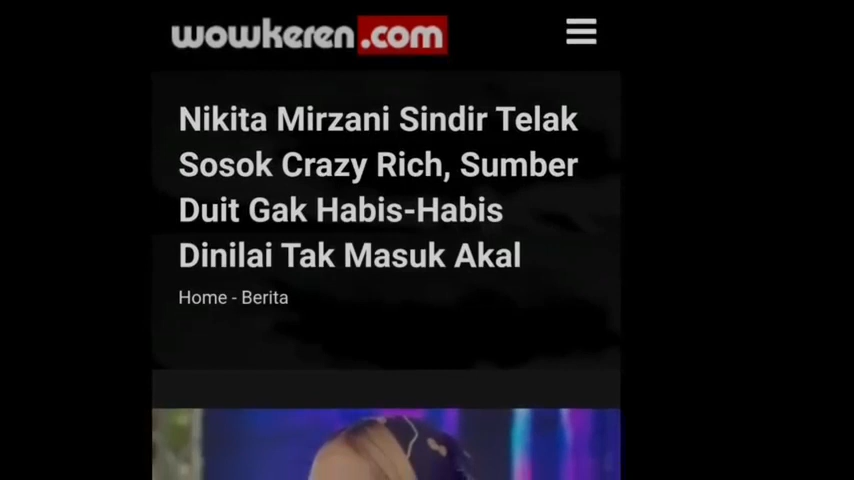 wowkeren.com
Nikita Mirzani Sindir Telak
Sosok Crazy Rich, Sumber
Duit Gak Habis-Habis
Dinilai Tak Masuk Akal
Home - Berita